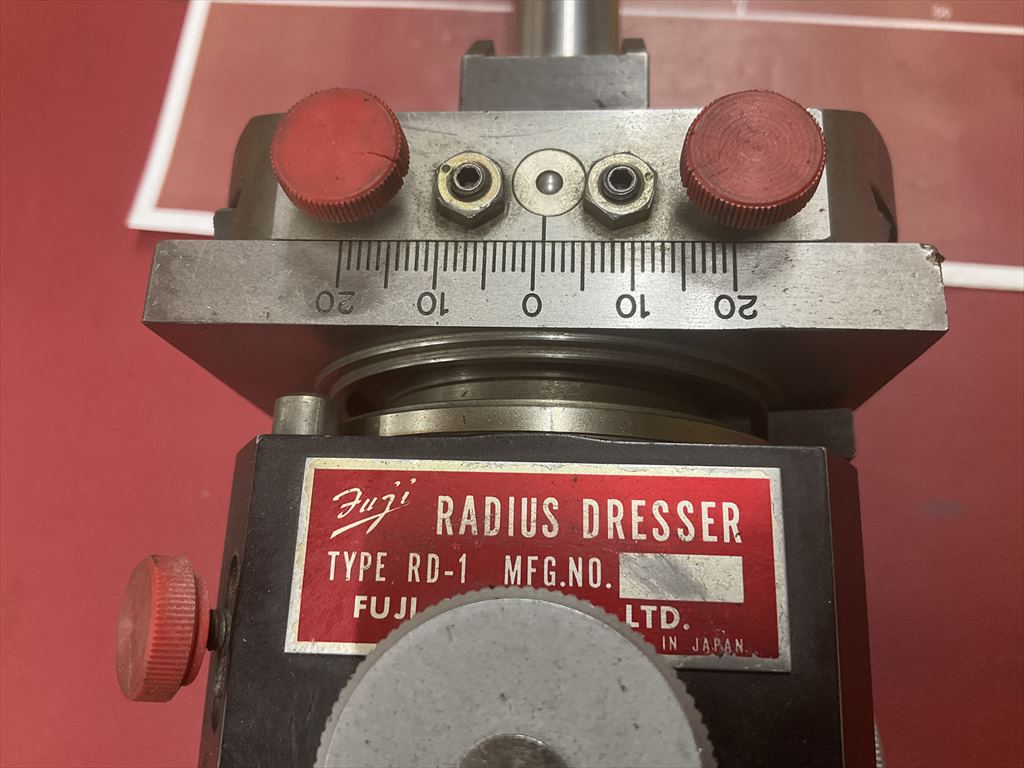 20 10 0 10 20
Fuji RADIUS DRESSER
TYPE RD-1 MFG.NO.
FUJI LTD.
IN JAPAN